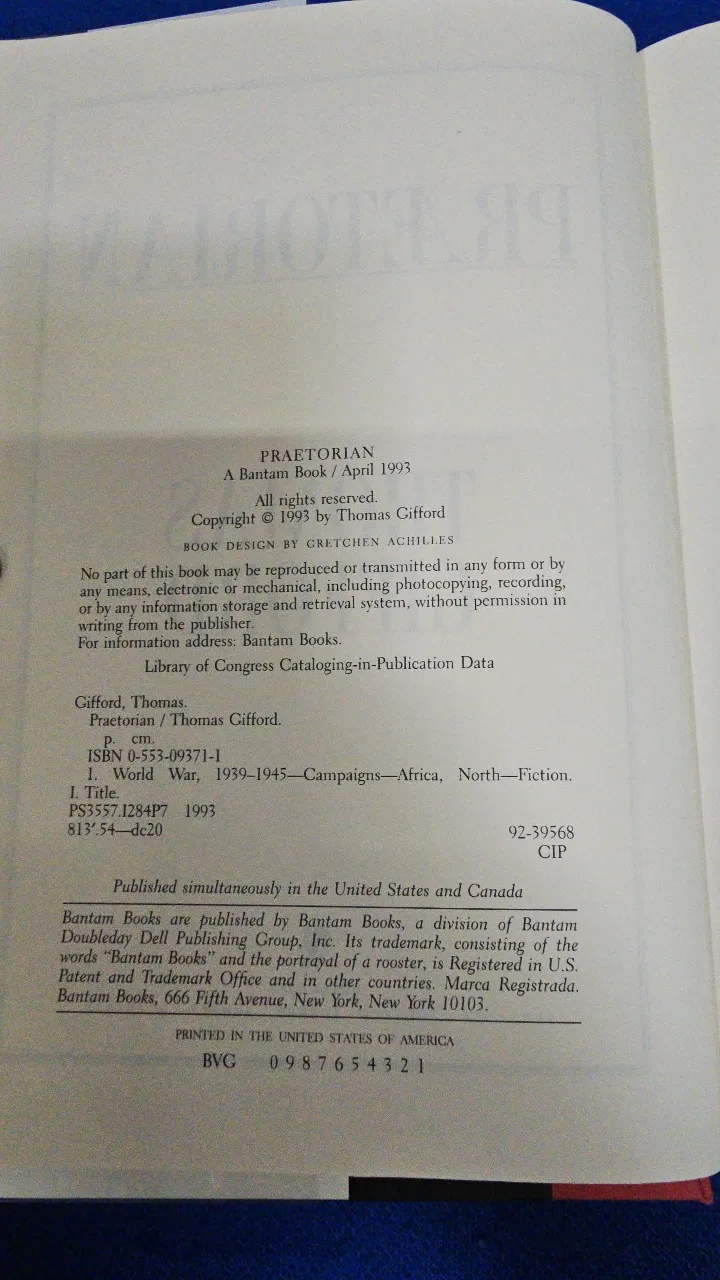 PRAETORIAN
A Bantam Book / April 1993
All rights reserved.
Copyright © 1993 by Thomas Gifford
BOOK DESIGN BY GRETCHEN ACHILLES
No part of this book may be reproduced or transmitted in any form or by
any means, electronic or mechanical, including photocopying, recording,
or by any information storage and retrieval system, without permission in
writing from the publisher.
For information address: Bantam Books.
Library of Congress Cataloging-in-Publication Data
Gifford, Thomas.
Praetorian / Thomas Gifford.
p. cm.
ISBN 0-553-09371-1
1. World War, 1939–1945—Campaigns—Africa, North—Fiction.
I. Title.
PS3557.I284P7 1993
813′.54—dc20
92-39568
CIP
Published simultaneously in the United States and Canada
Bantam Books are published by Bantam Books, a division of Bantam
Doubleday Dell Publishing Group, Inc. Its trademark, consisting of the
words "Bantam Books" and the portrayal of a rooster, is Registered in U.S.
Patent and Trademark Office and in other countries. Marca Registrada.
Bantam Books, 666 Fifth Avenue, New York, New York 10103.
PRINTED IN THE UNITED STATES OF AMERICA
BVG 0 9 8 7 6 5 4 3 2 1